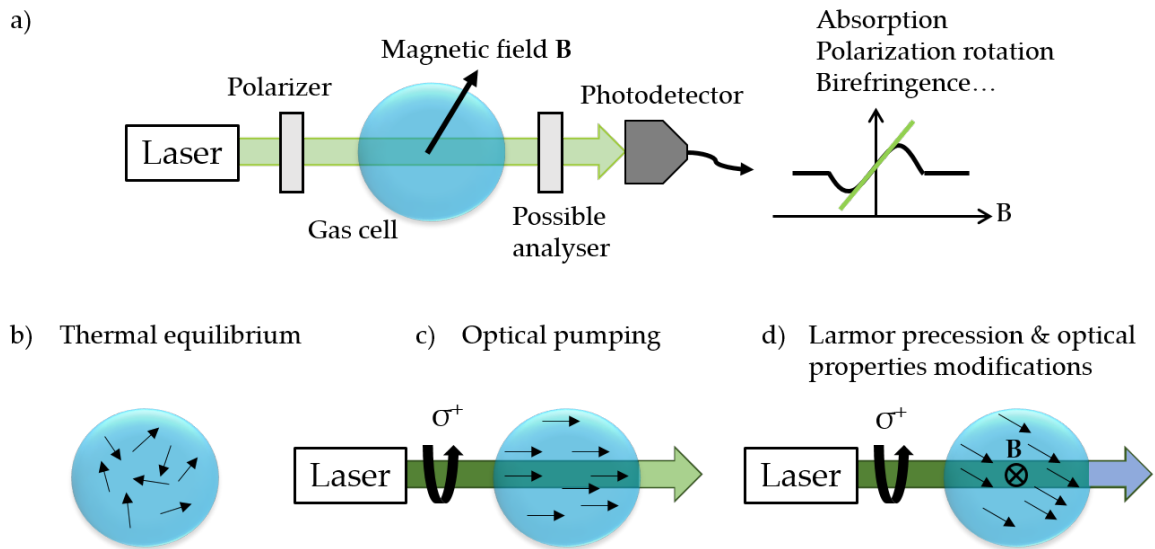 a)
Magnetic field B
Polarizer
Photodetector
Laser
Gas cell
Possible
analyser
Absorption
Polarization rotation
Birefringence…
B
b) Thermal equilibrium
c) Optical pumping
d) Larmor precession & optical
properties modifications
σ+
Laser
σ+
B
Laser